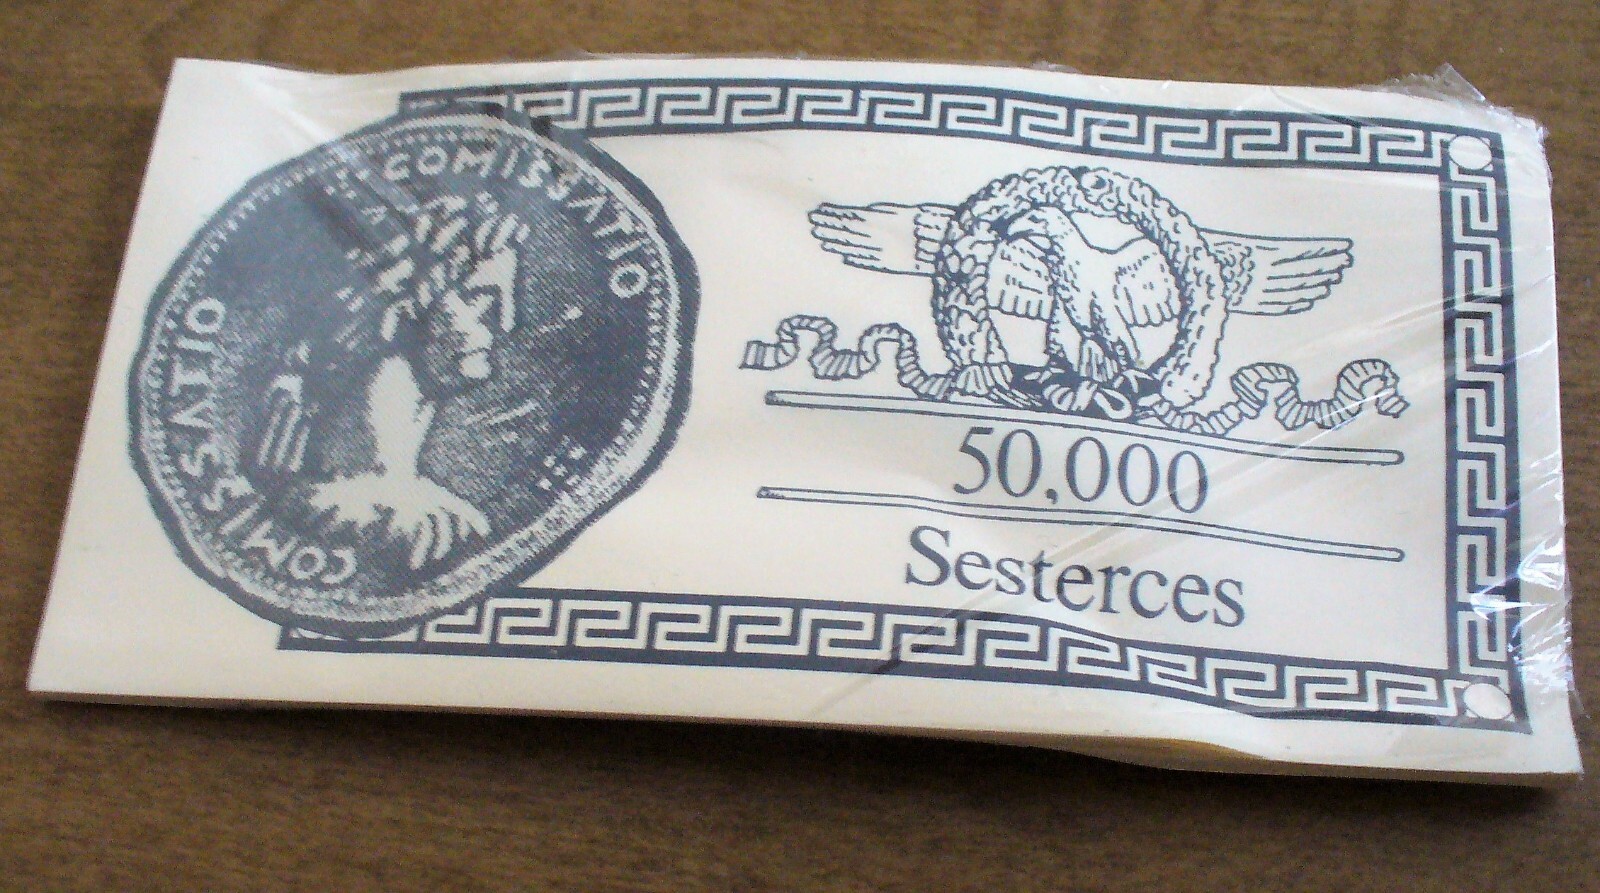 COMISSATIO
COMISSATIO
50,000
Sesterces